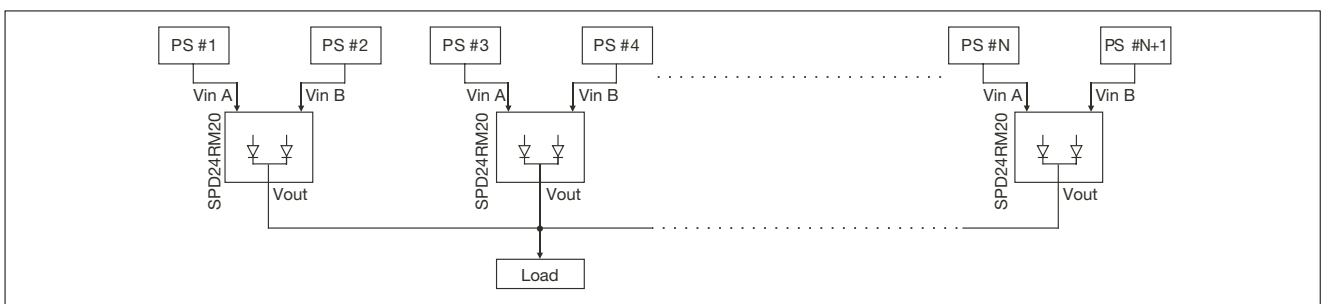 PS #1
PS #2
PS #3
PS #4
PS #N
PS #N+1
Vin A
Vin B
Vin A
Vin B
Vin A
Vin B
SPD24RM20
SPD24RM20
SPD24RM20
Vout
Vout
Vout
Load